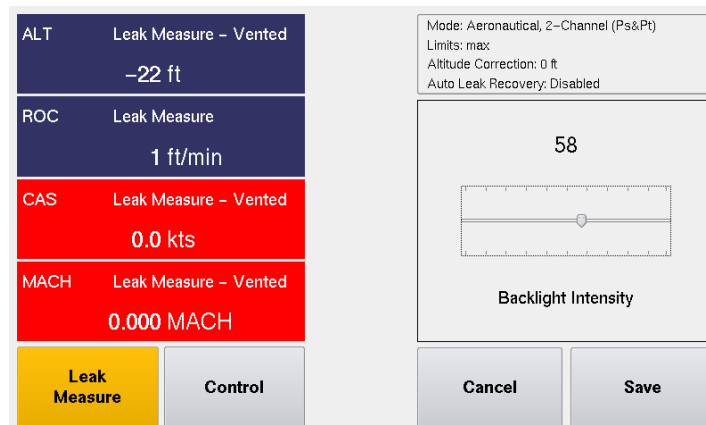 ALT Leak Measure – Vented
–22 ft
ROC Leak Measure
1 ft/min
CAS Leak Measure – Vented
0.0 kts
MACH Leak Measure – Vented
0.000 MACH
Leak
Measure
Control
Mode: Aeronautical, 2–Channel (Ps&Pt)
Limits: max
Altitude Correction: 0 ft
Auto Leak Recovery: Disabled
58
Backlight Intensity
Cancel
Save